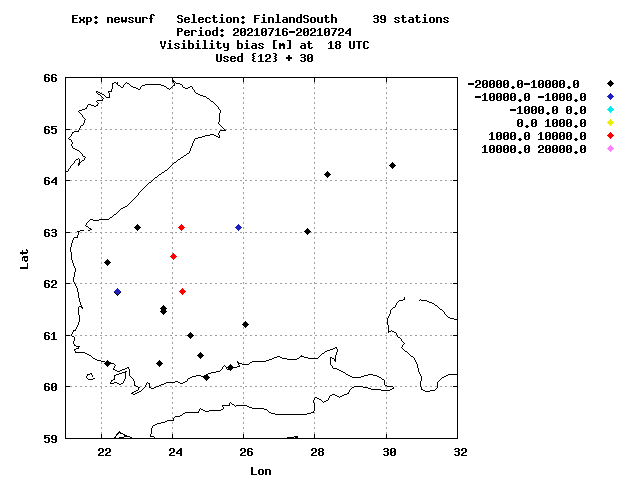 Exp: newsurf Selection: FinlandSouth 39 stations
Period: 20210716-20210724
Visibility bias [m] at 18 UTC
Used {12} + 30
-20000.0-10000.0
-10000.0 -1000.0
-1000.0 0.0
0.0 1000.0
1000.0 10000.0
10000.0 20000.0
66
65
64
63
62
61
60
59
Lat
22 24 26 28 30 32
Lon